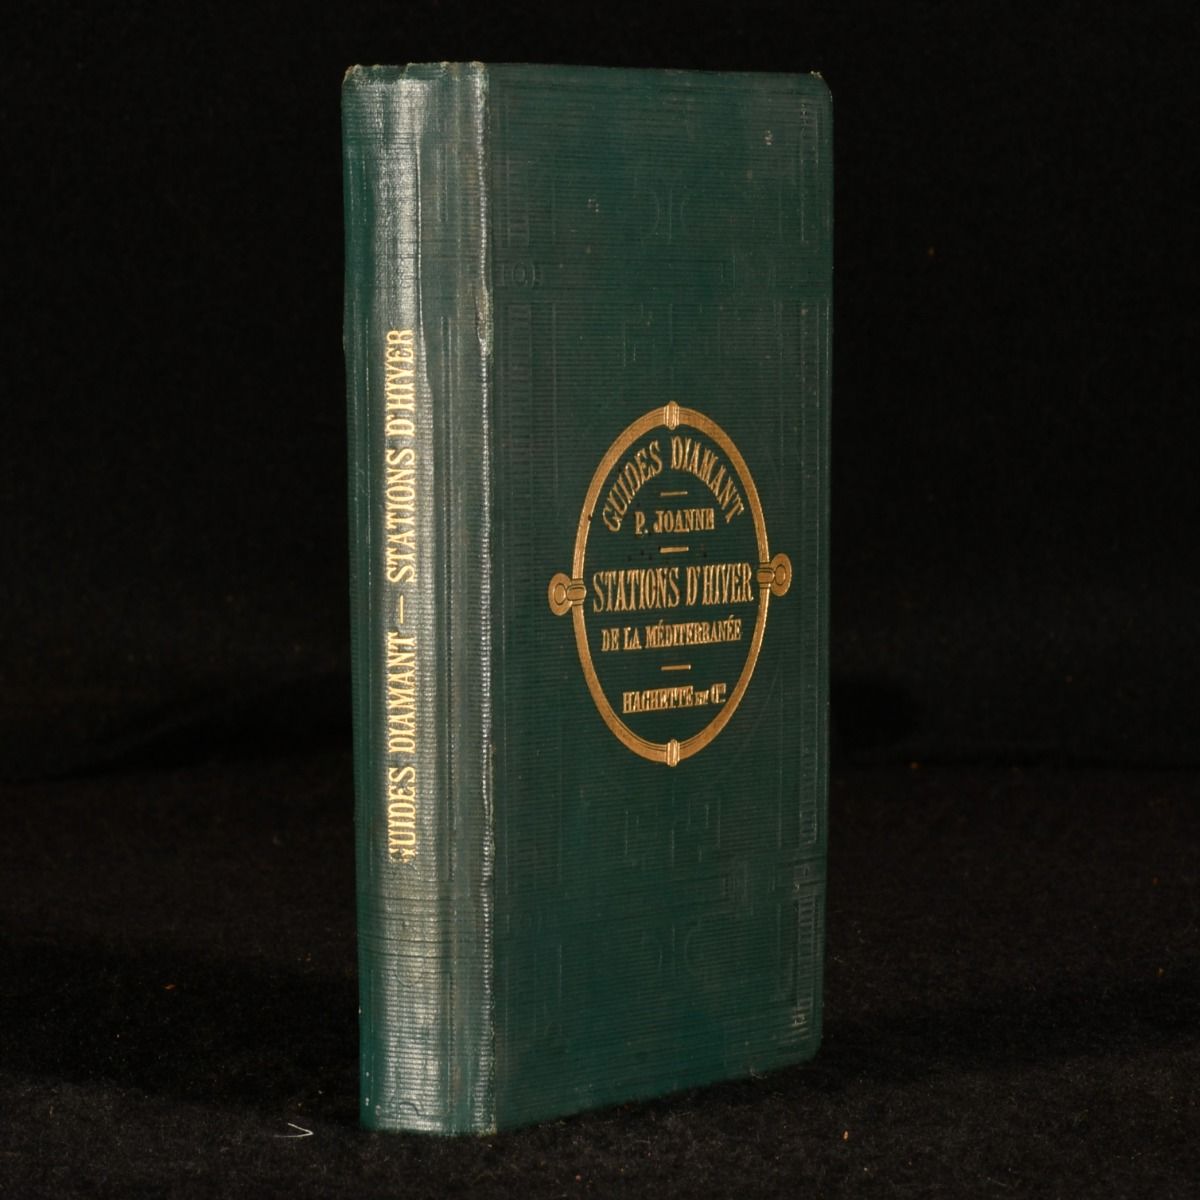 GUIDES DIAMANT — STATIONS D'HIVER
GUIDES DIAMANT
P. JOANNE
STATIONS D'HIVER
DE LA MÉDITERRANÉE
HACHETTE ET Cie